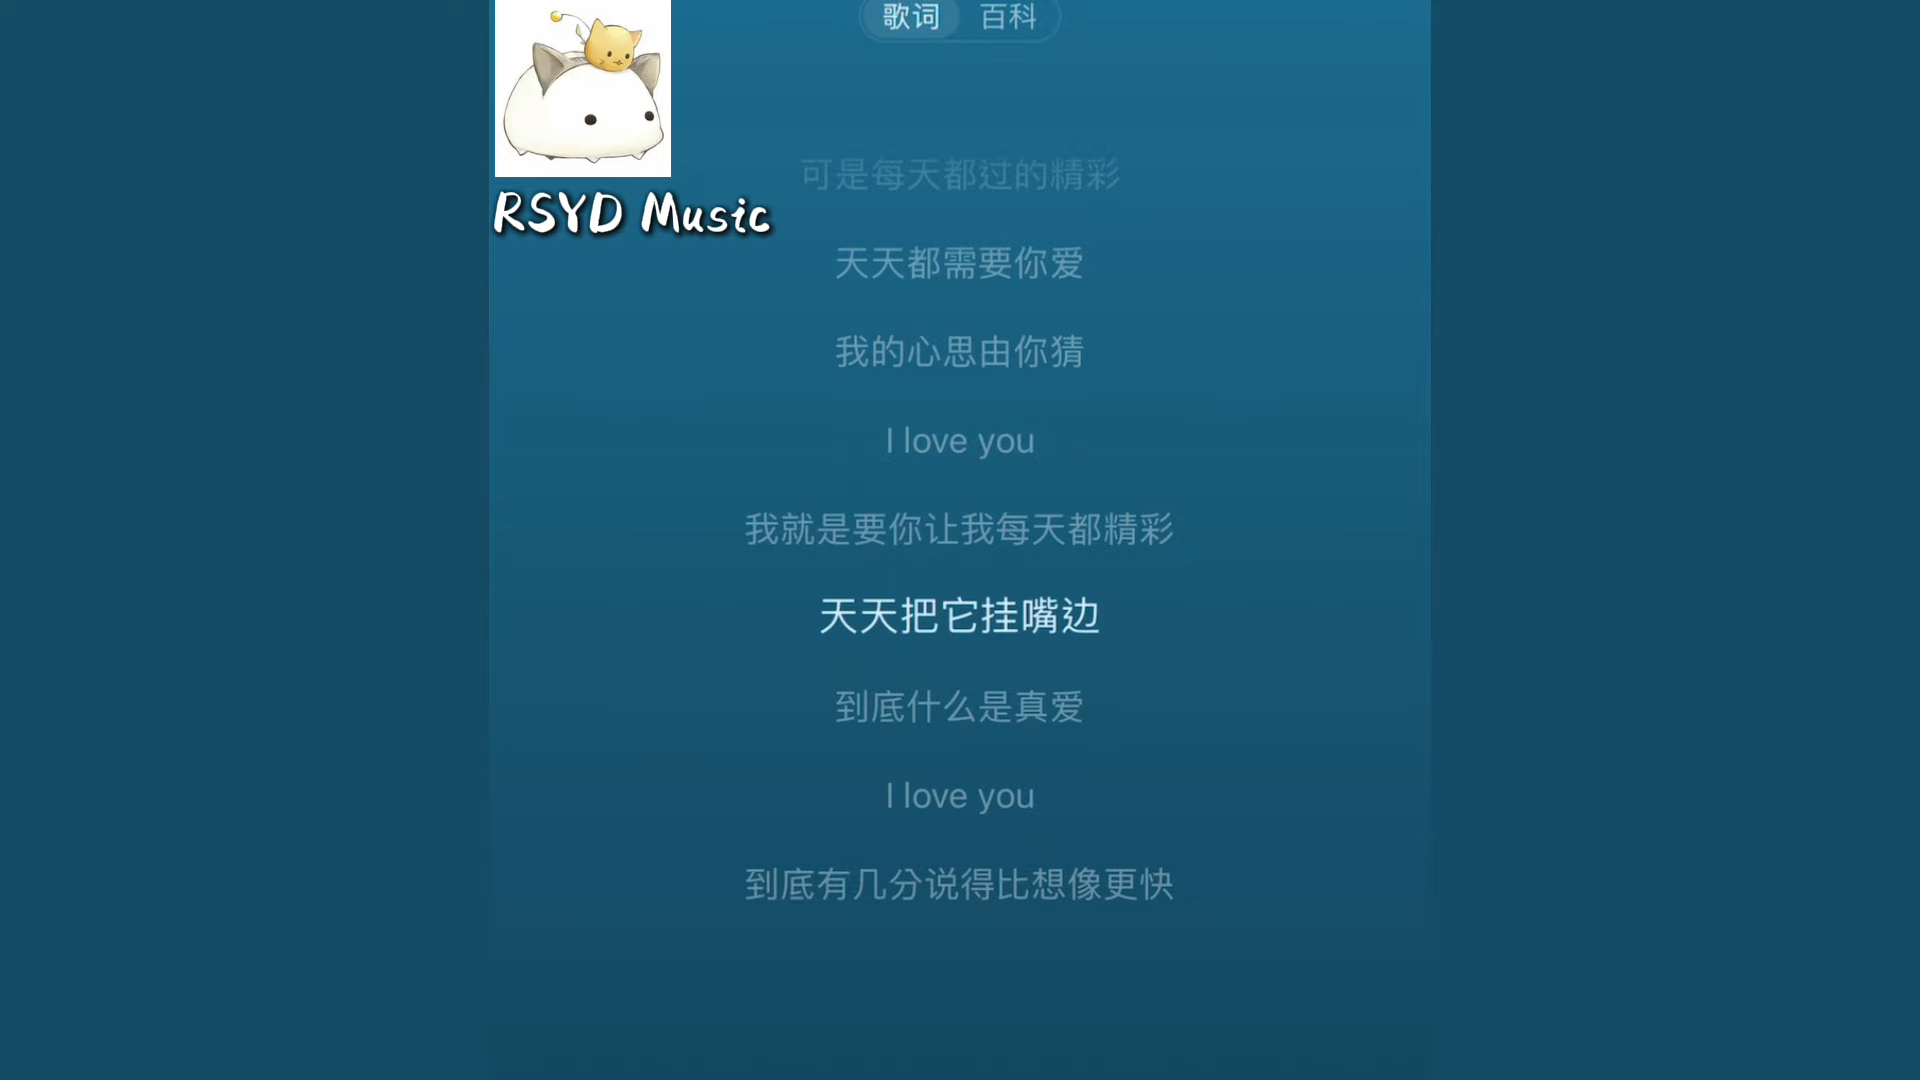 歌词 百科
可是每天都过的精彩
RSYD Music
天天都需要你爱
我的心思由你猜
I love you
我就是要你让我每天都精彩
天天把它挂嘴边
到底什么是真爱
I love you
到底有几分说得比想像更快